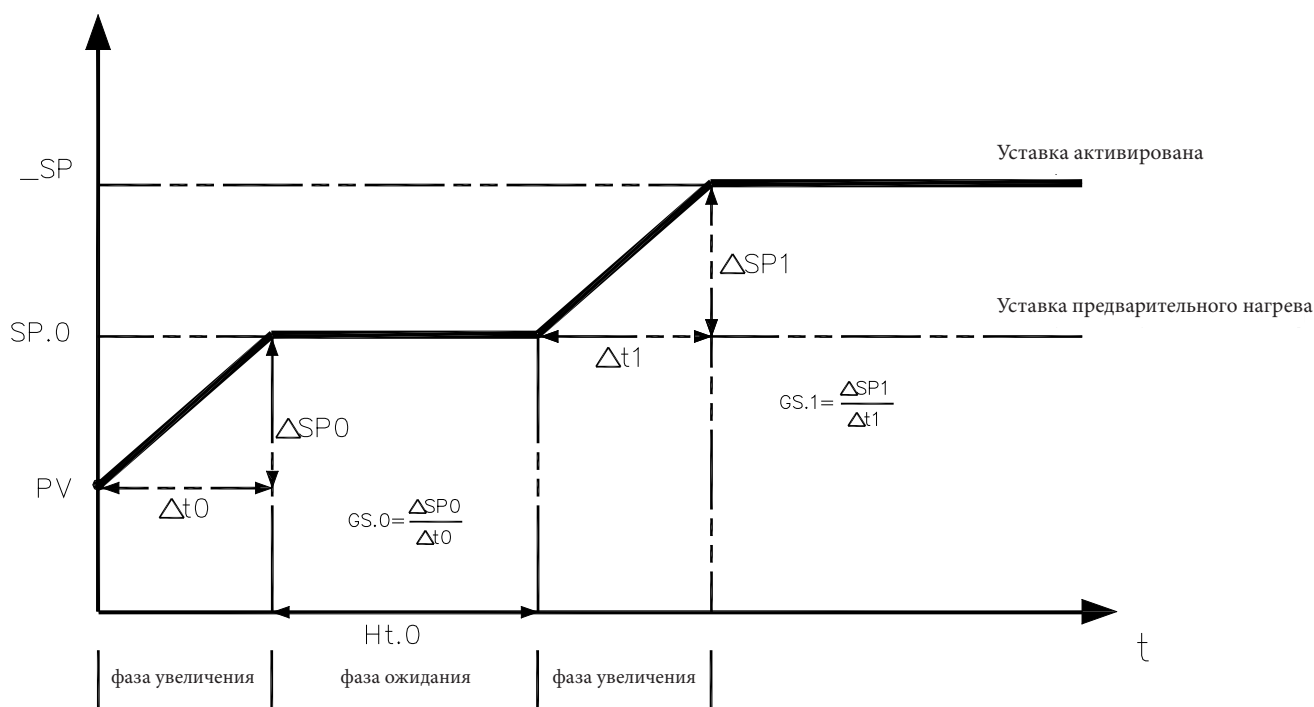 _SP
Уставка активирована
ΔSP1
Уставка предварительного нагрева
SP.0
Δt1
GS.1=ΔSP1/Δt1
ΔSP0
PV
Δt0
GS.0=ΔSP0/Δt0
Ht.0
t
фаза увеличения
фаза ожидания
фаза увеличения